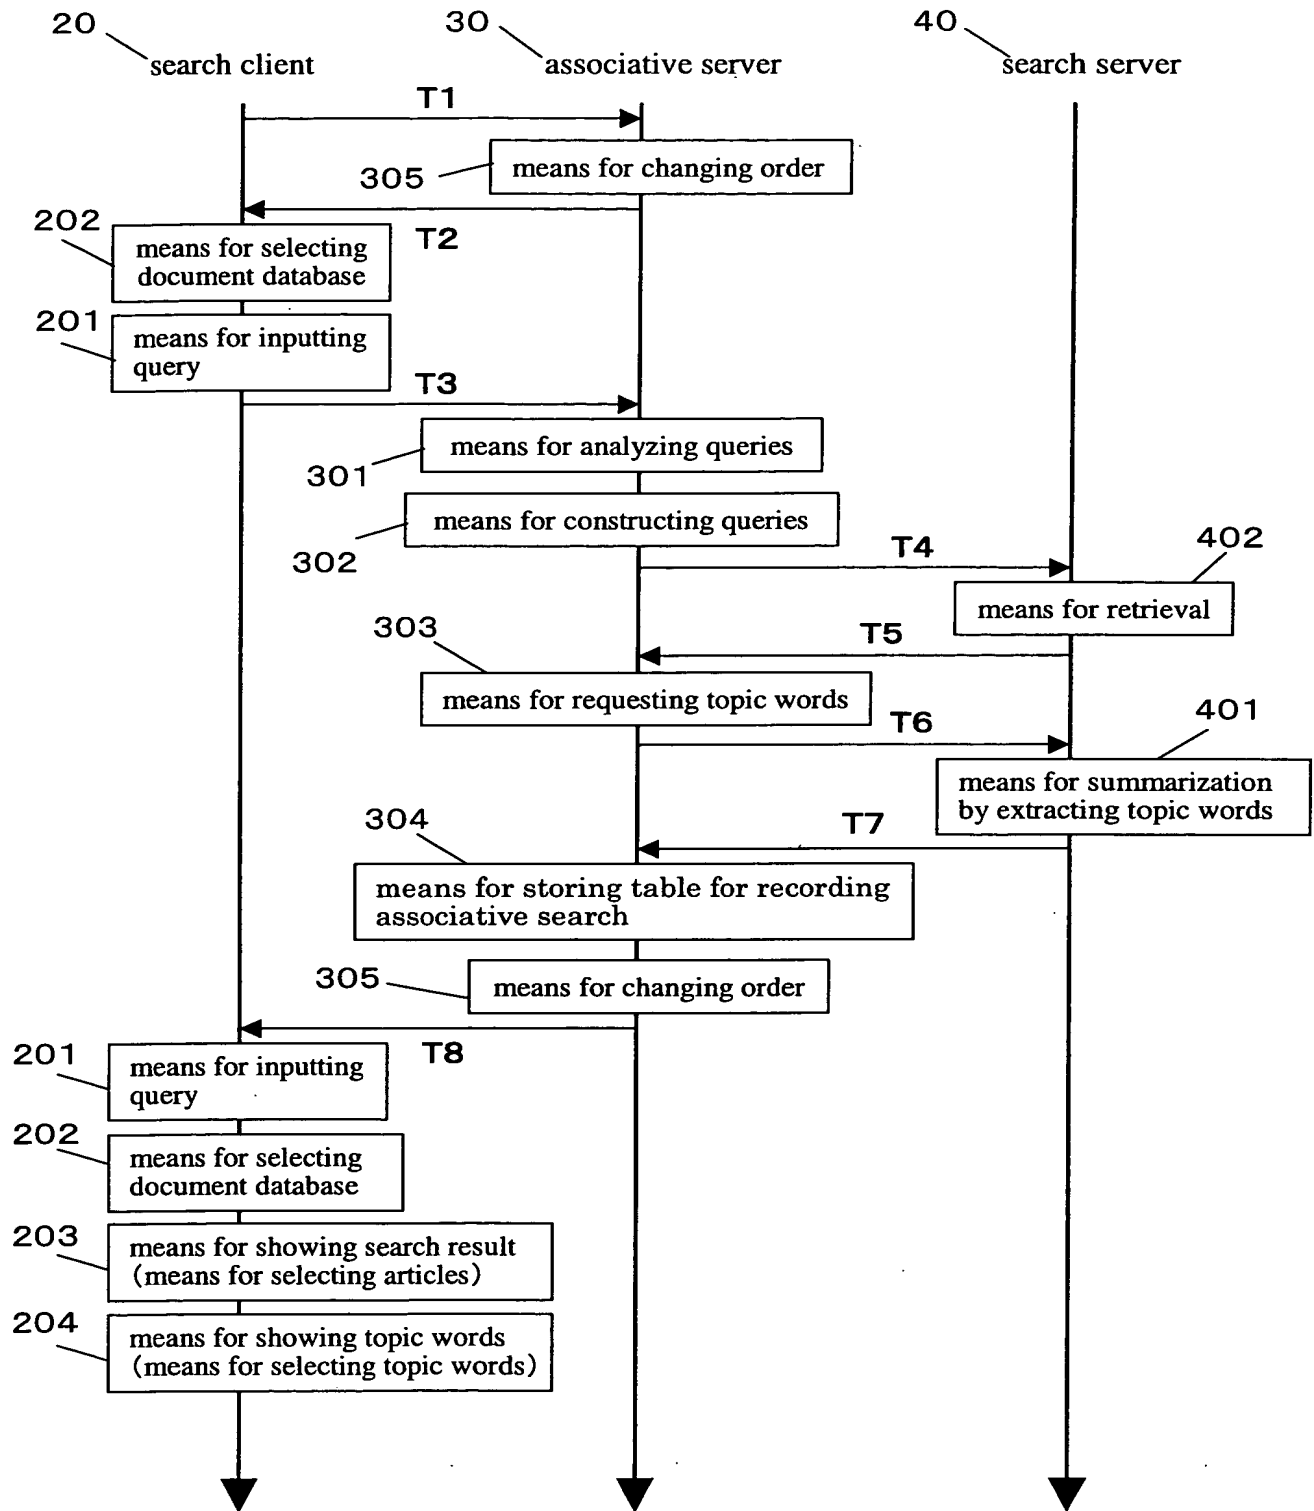 20
30
40
search client
associative server
search server
T1
means for changing order
305
T2
202
means for selecting
document database
201
means for inputting
query
T3
means for analyzing queries
301
means for constructing queries
302
T4
402
means for retrieval
303
T5
means for requesting topic words
T6
401
means for summarization
by extracting topic words
304
T7
means for storing table for recording
associative search
305
means for changing order
T8
201
means for inputting
query
202
means for selecting
document database
203
means for showing search result
(means for selecting articles)
204
means for showing topic words
(means for selecting topic words)